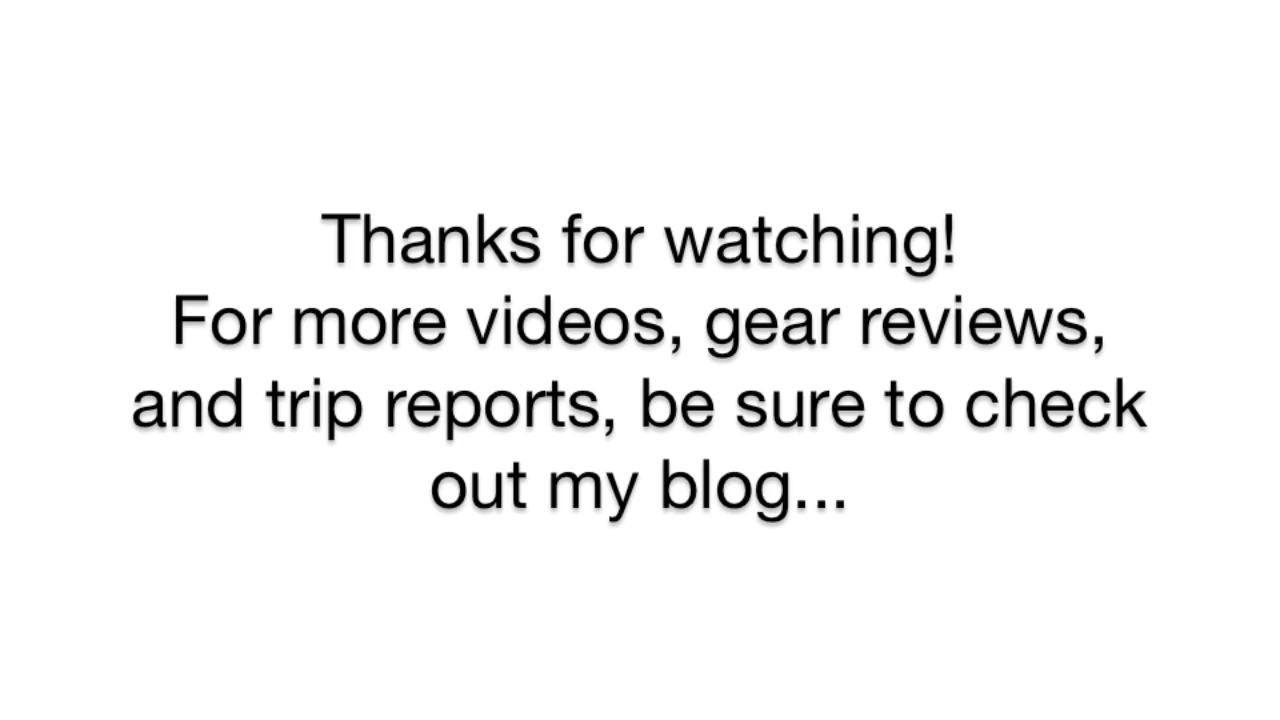 Thanks for watching!
For more videos, gear reviews,
and trip reports, be sure to check
out my blog...